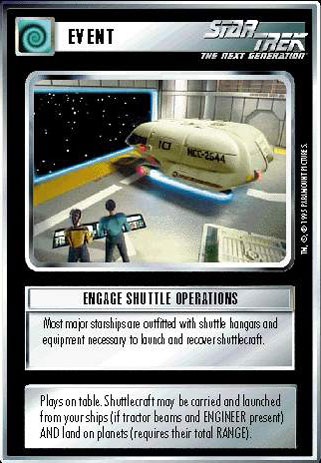 EVENT
STAR TREK
THE NEXT GENERATION
10
NCC-2544
TM, ®, © 1995 PARAMOUNT PICTURES.
ENGAGE SHUTTLE OPERATIONS
Most major starships are outfitted with shuttle hangars and
equipment necessary to launch and recover shuttlecraft.
Plays on table. Shuttlecraft may be carried and launched
from your ships (if tractor beams and ENGINEER present)
AND land on planets (requires their total RANGE).